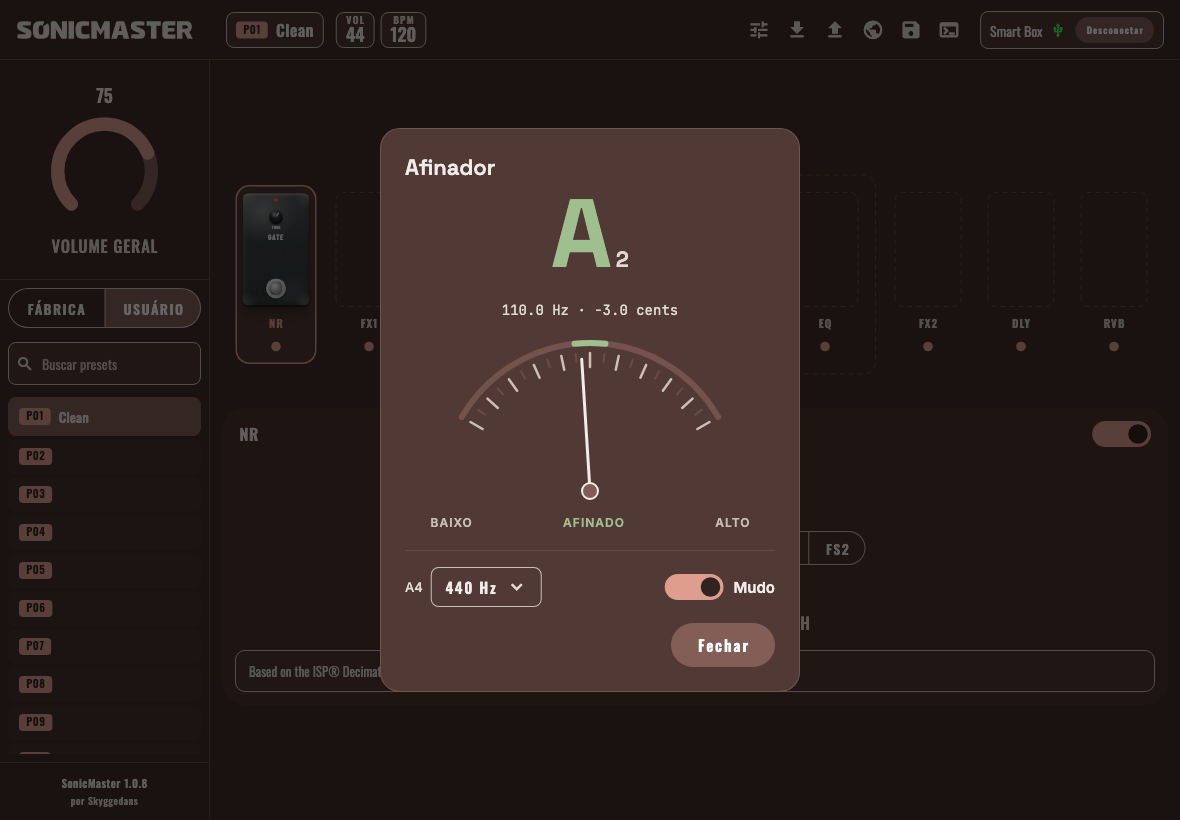 SONICMASTER
P01 Clean
VOL
44
BPM
120
Smart Box
Desconectar
75
VOLUME GERAL
FÁBRICA
USUÁRIO
Buscar presets
P01 Clean
P02
P03
P04
P05
P06
P07
P08
P09
SonicMaster 1.0.8
por Skyggedans
GATE
NR
FX1
EQ
FX2
DLY
RVB
NR
FS2
H
Based on the ISP® Decimat
Afinador
A2
110.0 Hz · -3.0 cents
BAIXO
AFINADO
ALTO
A4
440 Hz
Mudo
Fechar